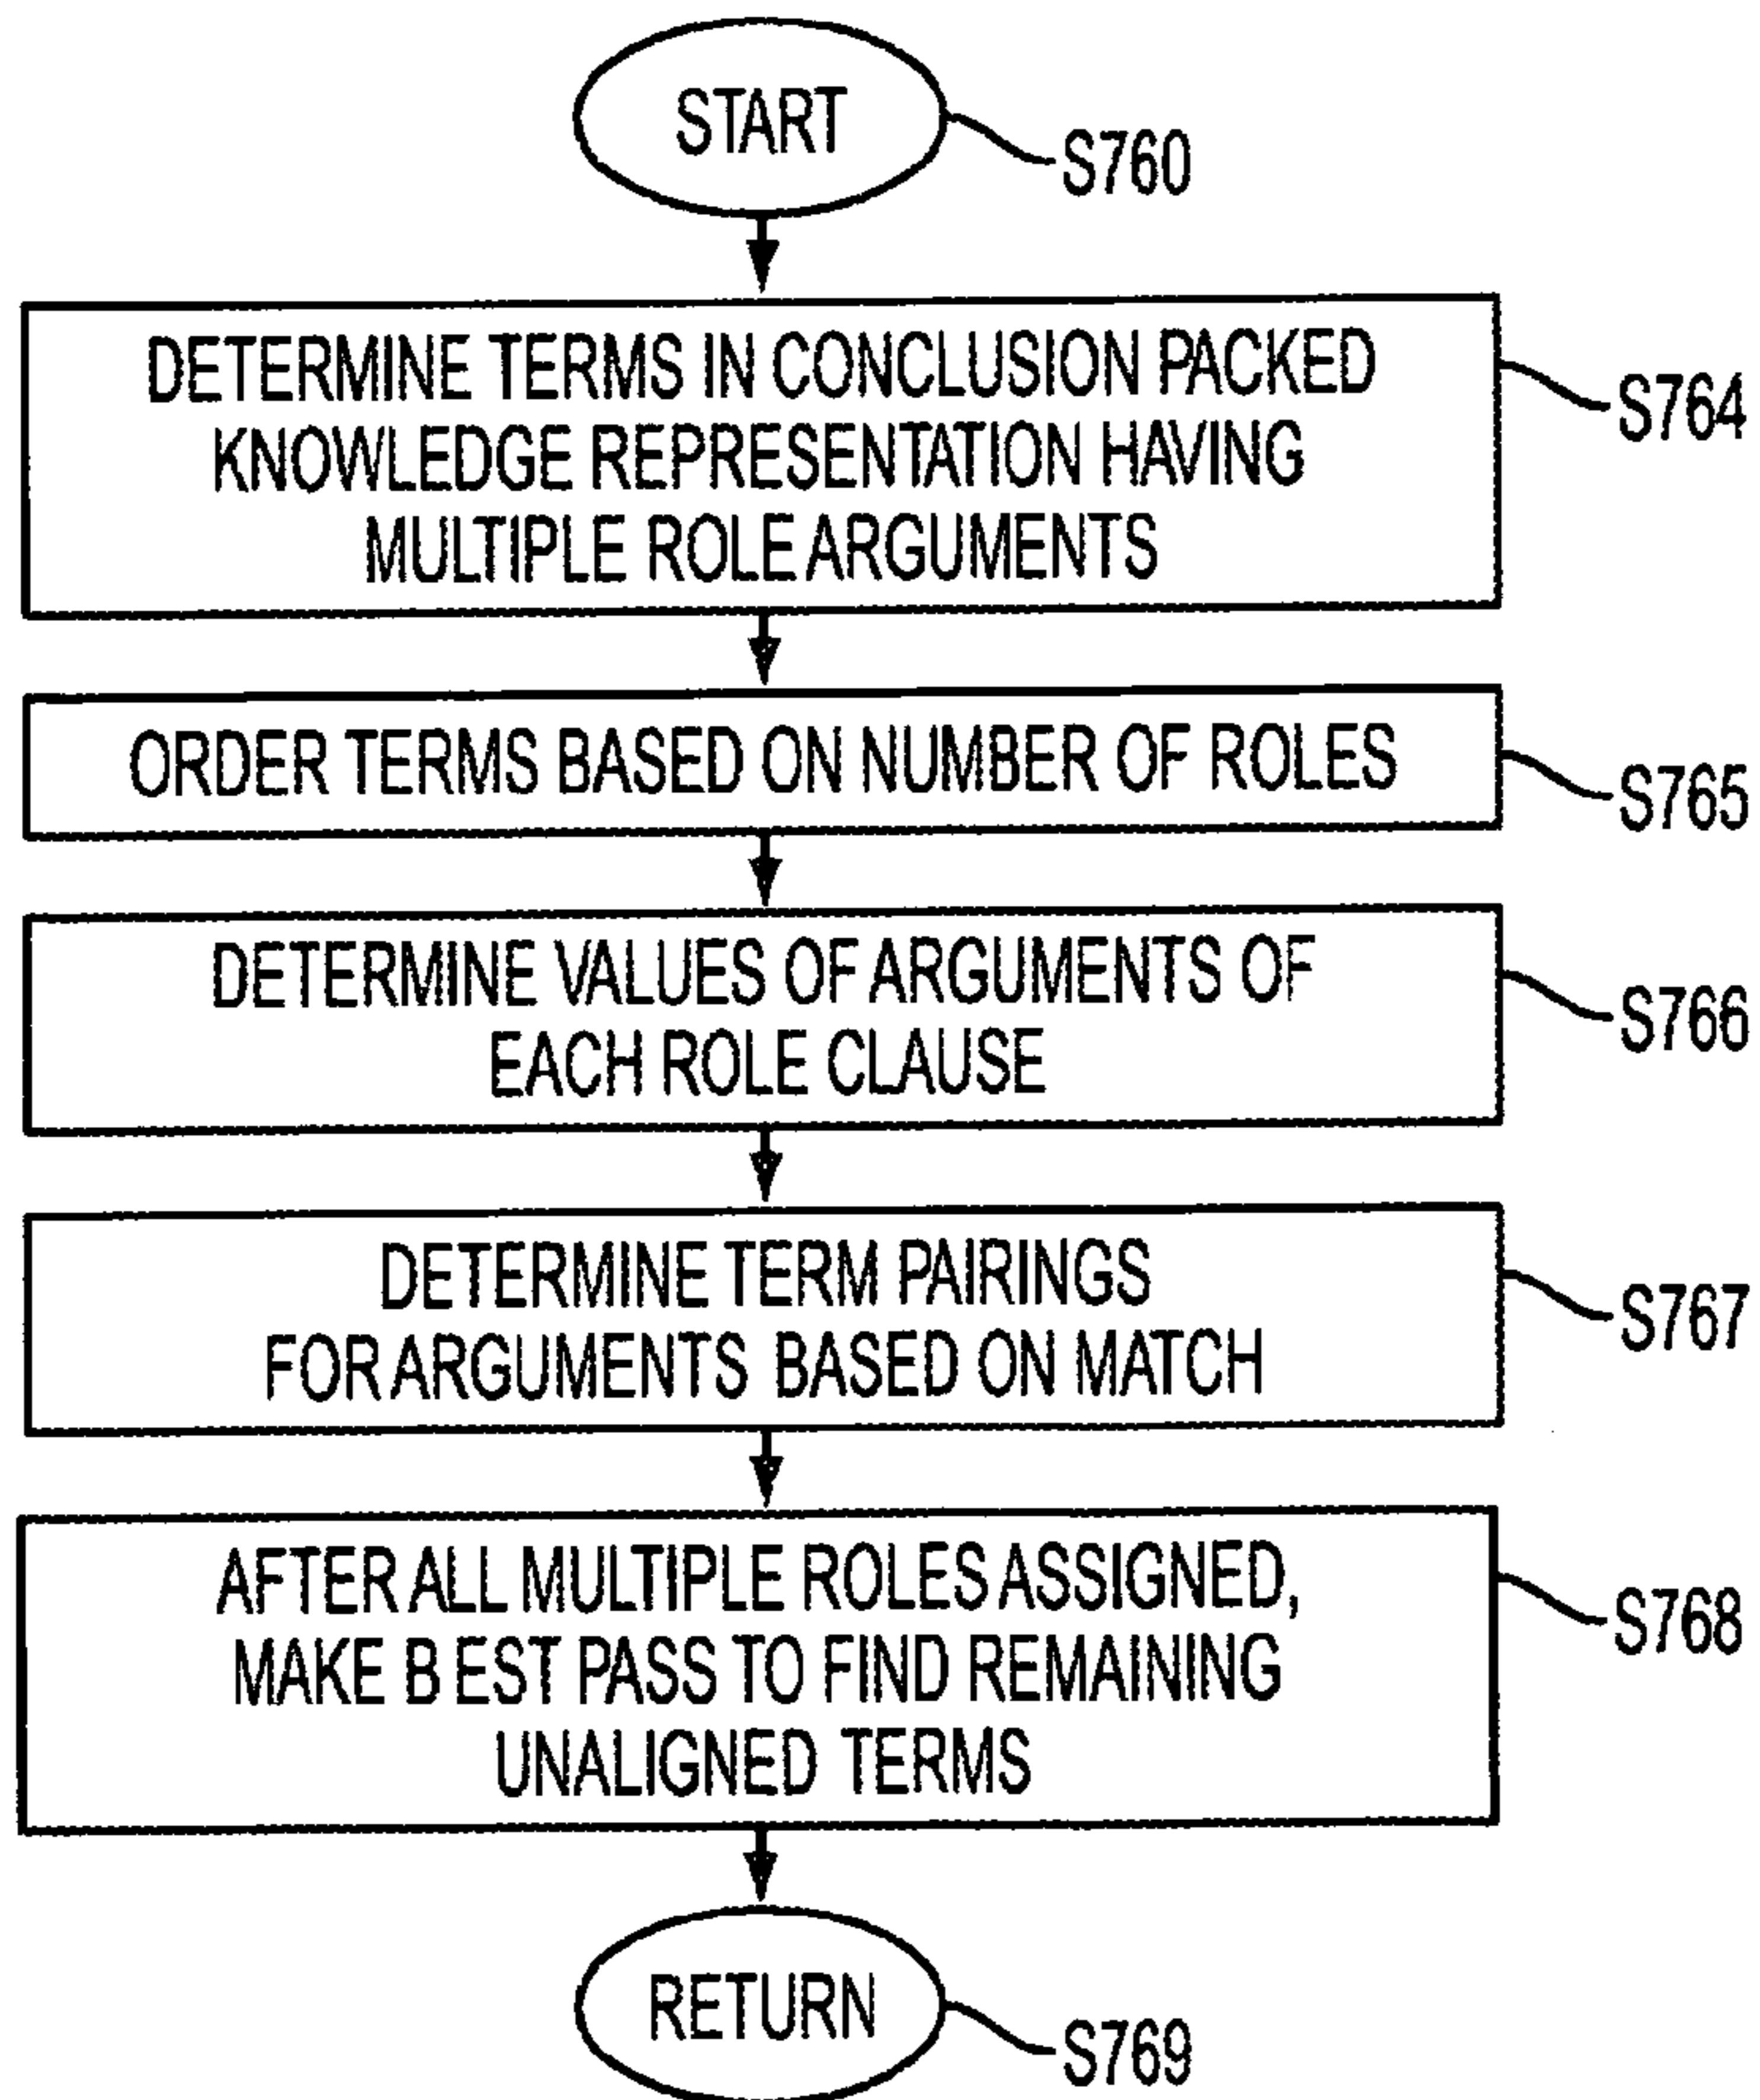 START
S760
DETERMINE TERMS IN CONCLUSION PACKED
KNOWLEDGE REPRESENTATION HAVING
MULTIPLE ROLE ARGUMENTS
S764
ORDER TERMS BASED ON NUMBER OF ROLES
S765
DETERMINE VALUES OF ARGUMENTS OF
EACH ROLE CLAUSE
S766
DETERMINE TERM PAIRINGS
FOR ARGUMENTS BASED ON MATCH
S767
AFTER ALL MULTIPLE ROLES ASSIGNED,
MAKE B EST PASS TO FIND REMAINING
UNALIGNED TERMS
S768
RETURN
S769